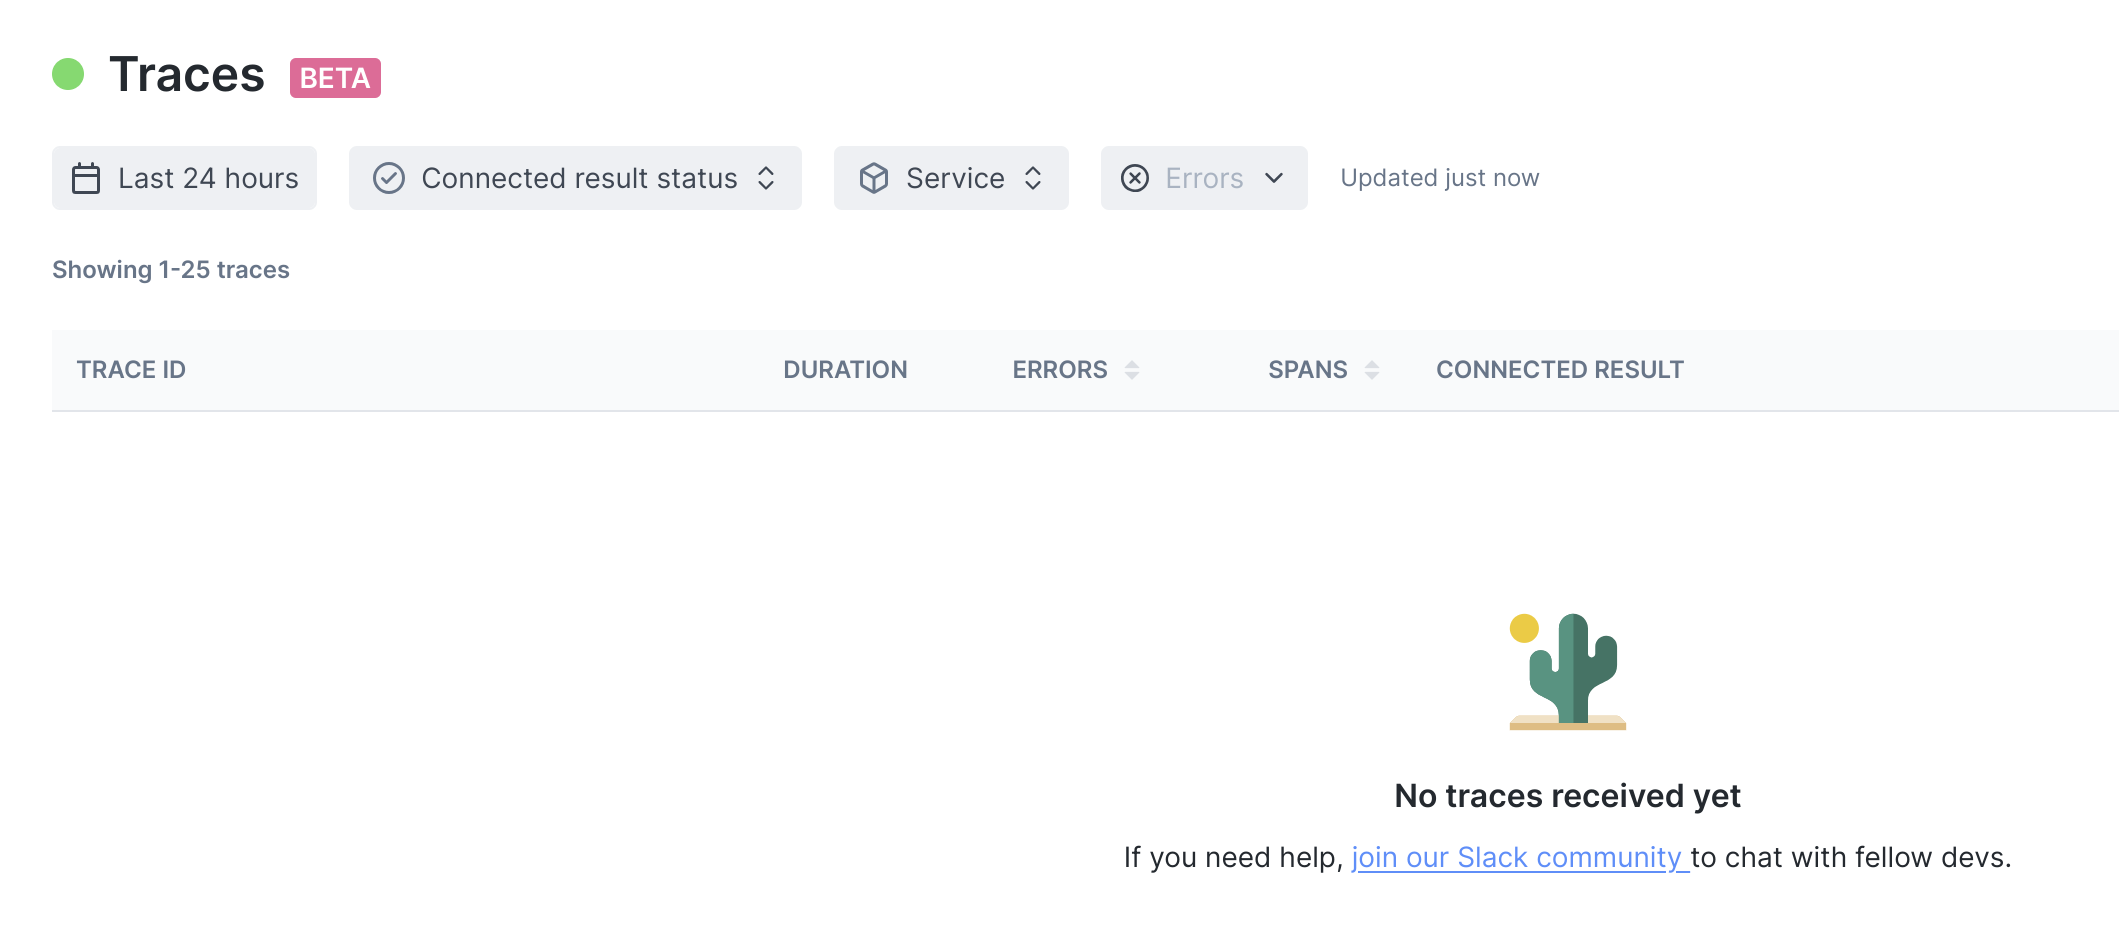 Traces BETA
Last 24 hours Connected result status Service Errors Updated just now
Showing 1-25 traces
TRACE ID DURATION ERRORS SPANS CONNECTED RESULT
No traces received yet
If you need help, join our Slack community to chat with fellow devs.